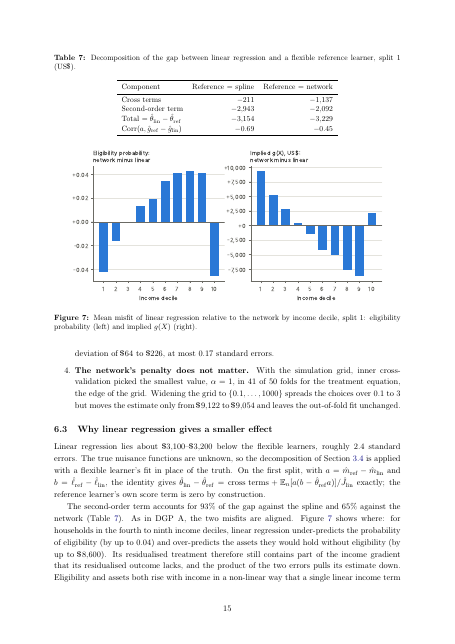 Table 7: Decomposition of the gap between linear regression and a flexible reference learner, split 1
(US$).
Component Reference = spline Reference = network
Cross terms −211 −1,137
Second-order term −2,943 −2,092
Total = θ̂lin − θ̂ref −3,154 −3,229
Corr(a, ĝref − ĝlin) −0.69 −0.45
Eligibility probability:
network minus linear
+0.04
+0.02
+0.00
−0.02
−0.04
1 2 3 4 5 6 7 8 9 10
Income decile
Implied g(X), US$:
network minus linear
+10,000
+7,500
+5,000
+2,500
+0
−2,500
−5,000
−7,500
1 2 3 4 5 6 7 8 9 10
Income decile
Figure 7: Mean misfit of linear regression relative to the network by income decile, split 1: eligibility
probability (left) and implied g(X) (right).
deviation of $64 to $226, at most 0.17 standard errors.
4. The network's penalty does not matter. With the simulation grid, inner cross-
validation picked the smallest value, α = 1, in 41 of 50 folds for the treatment equation,
the edge of the grid. Widening the grid to {0.1, . . . , 1000} spreads the choices over 0.1 to 3
but moves the estimate only from $9,122 to $9,054 and leaves the out-of-fold fit unchanged.
6.3 Why linear regression gives a smaller effect
Linear regression lies about $3,100-$3,200 below the flexible learners, roughly 2.4 standard
errors. The true nuisance functions are unknown, so the decomposition of Section 3.4 is applied
with a flexible learner's fit in place of the truth. On the first split, with a = m̂ref − m̂lin and
b = ℓ̂ref − ℓ̂lin, the identity gives θ̂lin − θ̂ref = cross terms + 𝔼n[a(b − θ̂ref a)]/Ĵlin exactly; the
reference learner's own score term is zero by construction.
The second-order term accounts for 93% of the gap against the spline and 65% against the
network (Table 7). As in DGP A, the two misfits are aligned. Figure 7 shows where: for
households in the fourth to ninth income deciles, linear regression under-predicts the probability
of eligibility (by up to 0.04) and over-predicts the assets they would hold without eligibility (by
up to $8,600). Its residualised treatment therefore still contains part of the income gradient
that its residualised outcome lacks, and the product of the two errors pulls its estimate down.
Eligibility and assets both rise with income in a non-linear way that a single linear income term
15